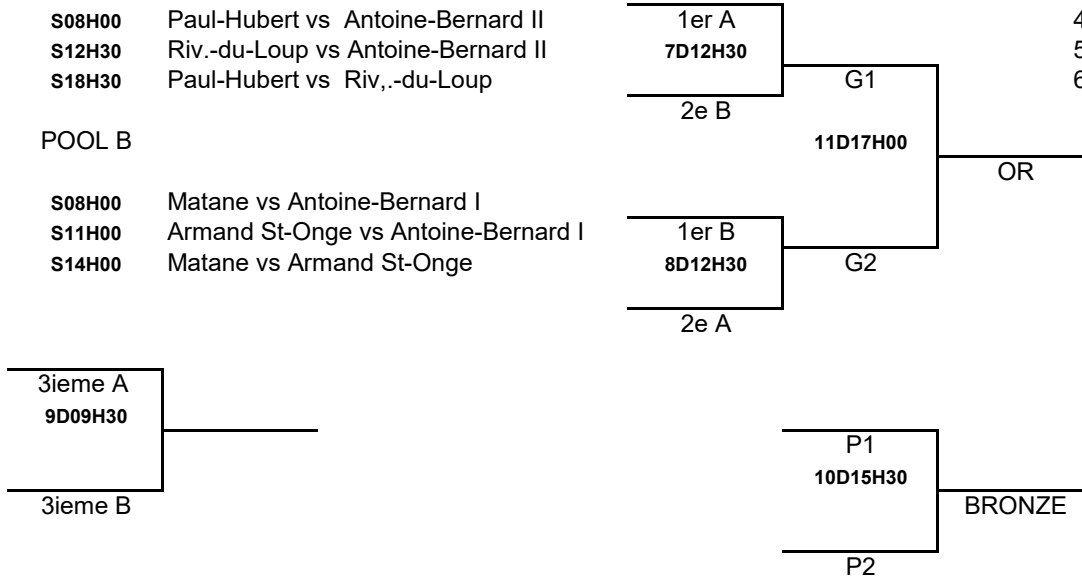 S08H00 Paul-Hubert vs Antoine-Bernard II 1er A 4
S12H30 Riv.-du-Loup vs Antoine-Bernard II 7D12H30 5
S18H30 Paul-Hubert vs Riv,.-du-Loup G1 6
2e B
POOL B 11D17H00
OR
S08H00 Matane vs Antoine-Bernard I
S11H00 Armand St-Onge vs Antoine-Bernard I 1er B
S14H00 Matane vs Armand St-Onge 8D12H30 G2
2e A
3ieme A
9D09H30
P1
10D15H30
3ieme B BRONZE
P2